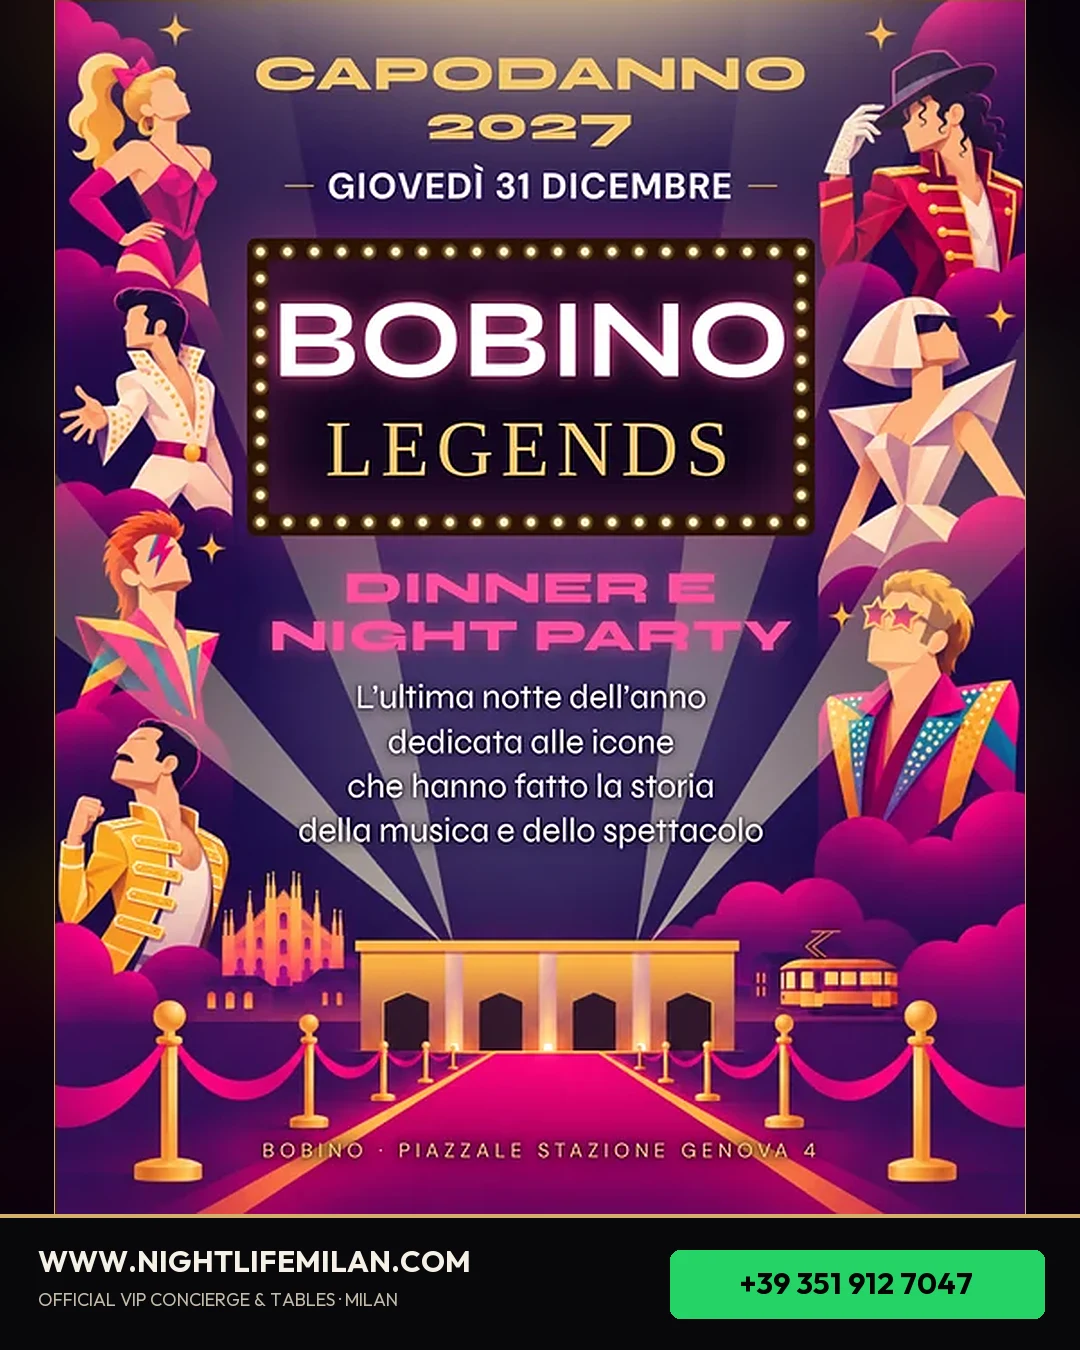 CAPODANNO
2027
GIOVEDÌ 31 DICEMBRE
BOBINO
LEGENDS
DINNER E
NIGHT PARTY
L’ultima notte dell’anno
dedicata alle icone
che hanno fatto la storia
della musica e dello spettacolo
BOBINO · PIAZZALE STAZIONE GENOVA 4
WWW.NIGHTLIFEMILAN.COM
OFFICIAL VIP CONCIERGE & TABLES · MILAN
+39 351 912 7047